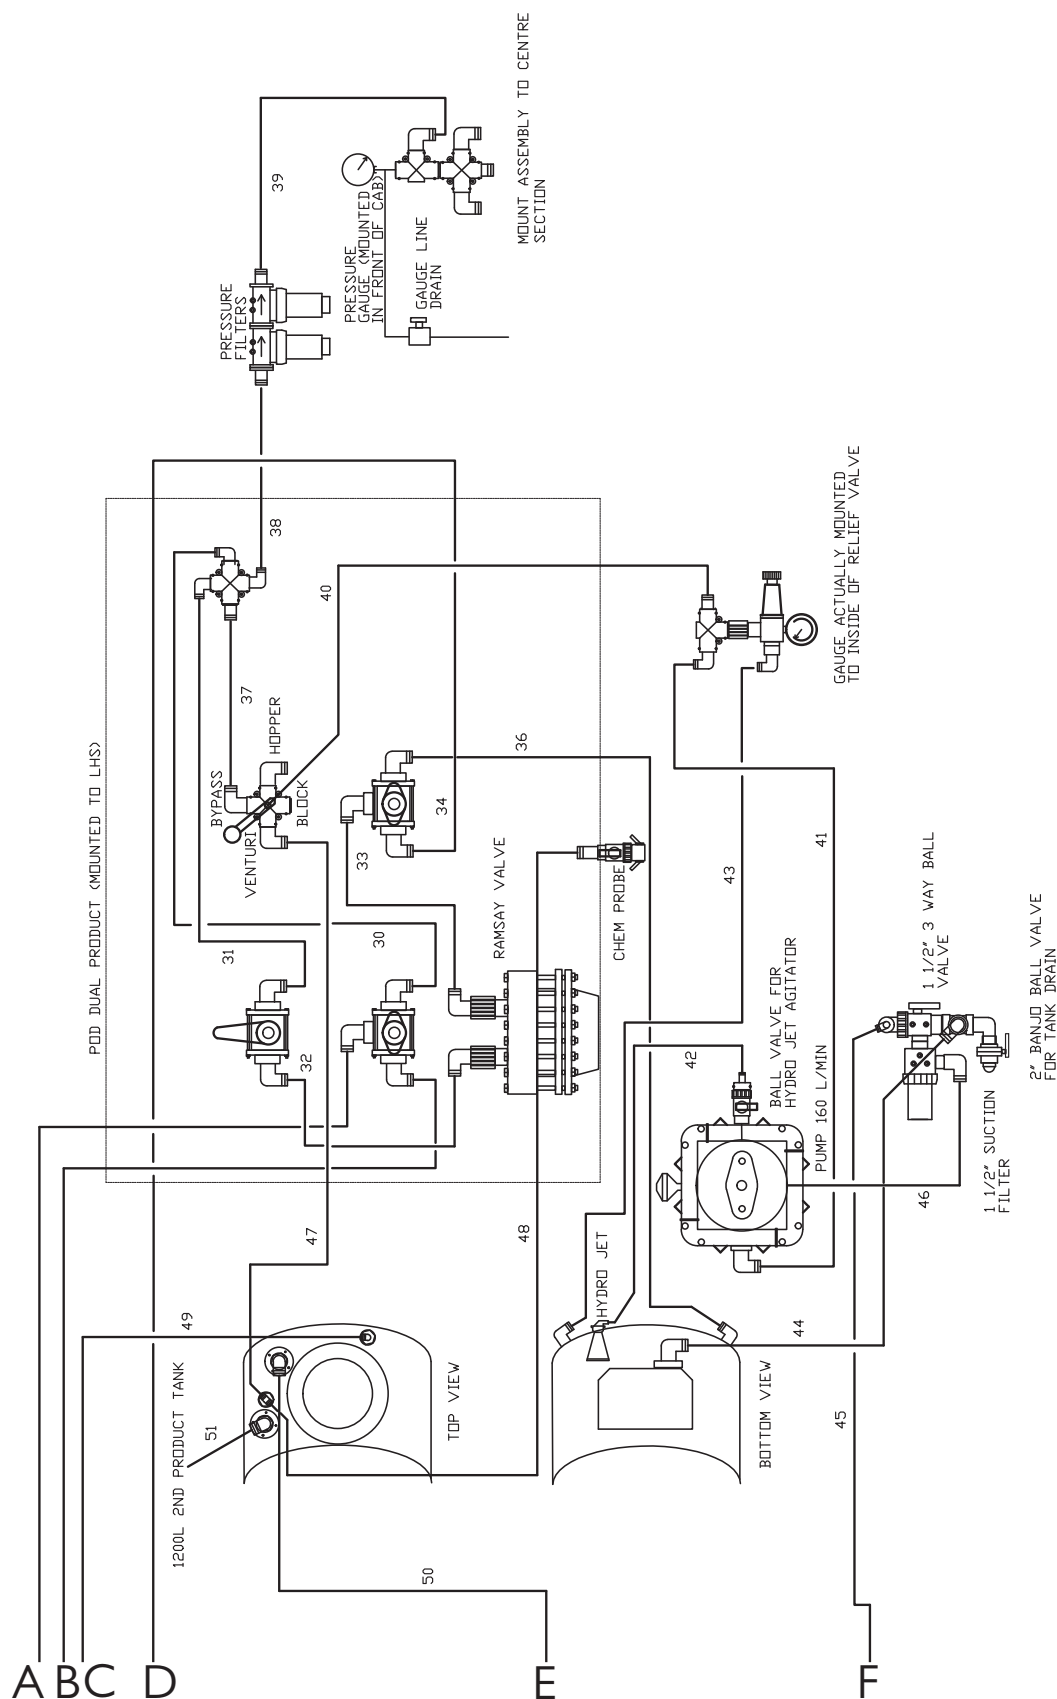 39
MOUNT ASSEMBLY TO CENTRE
SECTION
PRESSURE
GAUGE (MOUNTED
IN FRONT OF CAB)
GAUGE LINE
DRAIN
PRESSURE
FILTERS
38
40
37
GAUGE ACTUALLY MOUNTED
TO INSIDE OF RELIEF VALVE
POD DUAL PRODUCT (MOUNTED TO LHS)
BYPASS
HOPPER
VENTURI
BLOCK
36
34
33
RAMSAY VALVE
CHEM PROBE
43
41
31
30
32
42
BALL VALVE FOR
HYDRO JET AGITATOR
PUMP 160 L/MIN
1 1/2" 3 WAY BALL
VALVE
2" BANJO BALL VALVE
FOR TANK DRAIN
1 1/2" SUCTION
FILTER
46
47
48
HYDRO JET
49
44
1200L 2ND PRODUCT TANK
51
TOP VIEW
BOTTOM VIEW
45
50
A
B
C
D
E
F